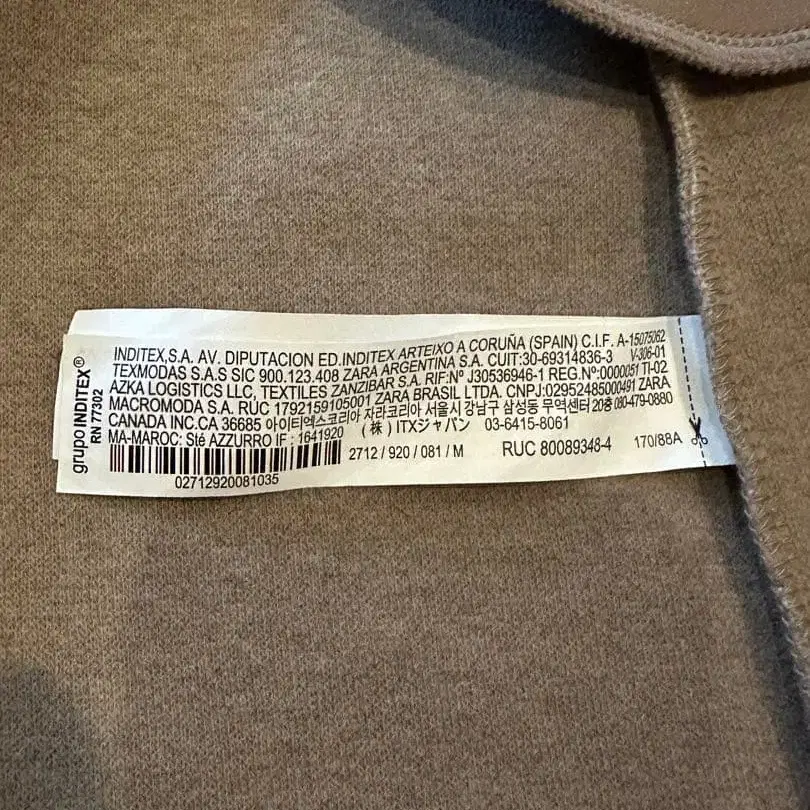 grupo INDITEX®
RN 77302
INDITEX,S.A. AV. DIPUTACION ED.INDITEX ARTEIXO A CORUÑA (SPAIN) C.I.F. A-15075062
TEXMODAS S.A.S SIC 900.123.408 ZARA ARGENTINA S.A. CUIT:30-69314836-3 V-306-01
AZKA LOGISTICS LLC, TEXTILES ZANZIBAR S.A. RIF:Nº J30536946-1 REG.Nº:0000051 TI-02
MACROMODA S.A. RÚC 1792159105001 ZARA BRASIL LTDA. CNPJ:02952485000491 ZARA
CANADA INC.CA 36685 아이티엑스코리아 자라코리아 서울시 강남구 삼성동 무역센터 20층 080-479-0880
MA-MAROC: Sté AZZURRO IF : 1641920 (株) ITXジャパン 03-6415-8061
2712 / 920 / 081 / M RUC 80089348-4 170/88A
02712920081035